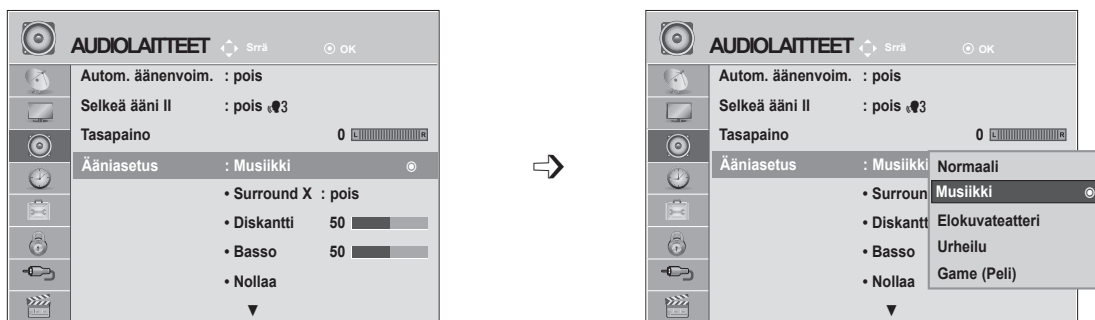 AUDIOLAITTEET Srrä OK
Autom. äänenvoim. : pois
Selkeä ääni II : pois 3
Tasapaino 0 L R
Ääniasetus : Musiikki
• Surround X : pois
• Diskantti 50
• Basso 50
• Nollaa
AUDIOLAITTEET Srrä OK
Autom. äänenvoim. : pois
Selkeä ääni II : pois 3
Tasapaino 0 L R
Ääniasetus : Musiikki
• Surroun
• Diskantt
• Basso
• Nollaa
Normaali
Musiikki
Elokuvateatteri
Urheilu
Game (Peli)